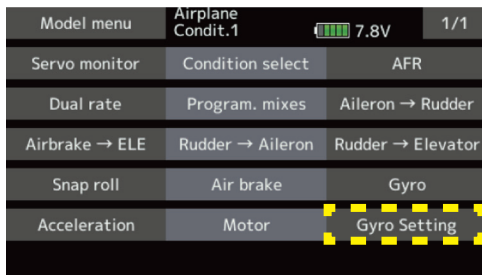 Model menu
Airplane
Condit.1
7.8V
1/1
Servo monitor
Condition select
AFR
Dual rate
Program. mixes
Aileron → Rudder
Airbrake → ELE
Rudder → Aileron
Rudder → Elevator
Snap roll
Air brake
Gyro
Acceleration
Motor
Gyro Setting